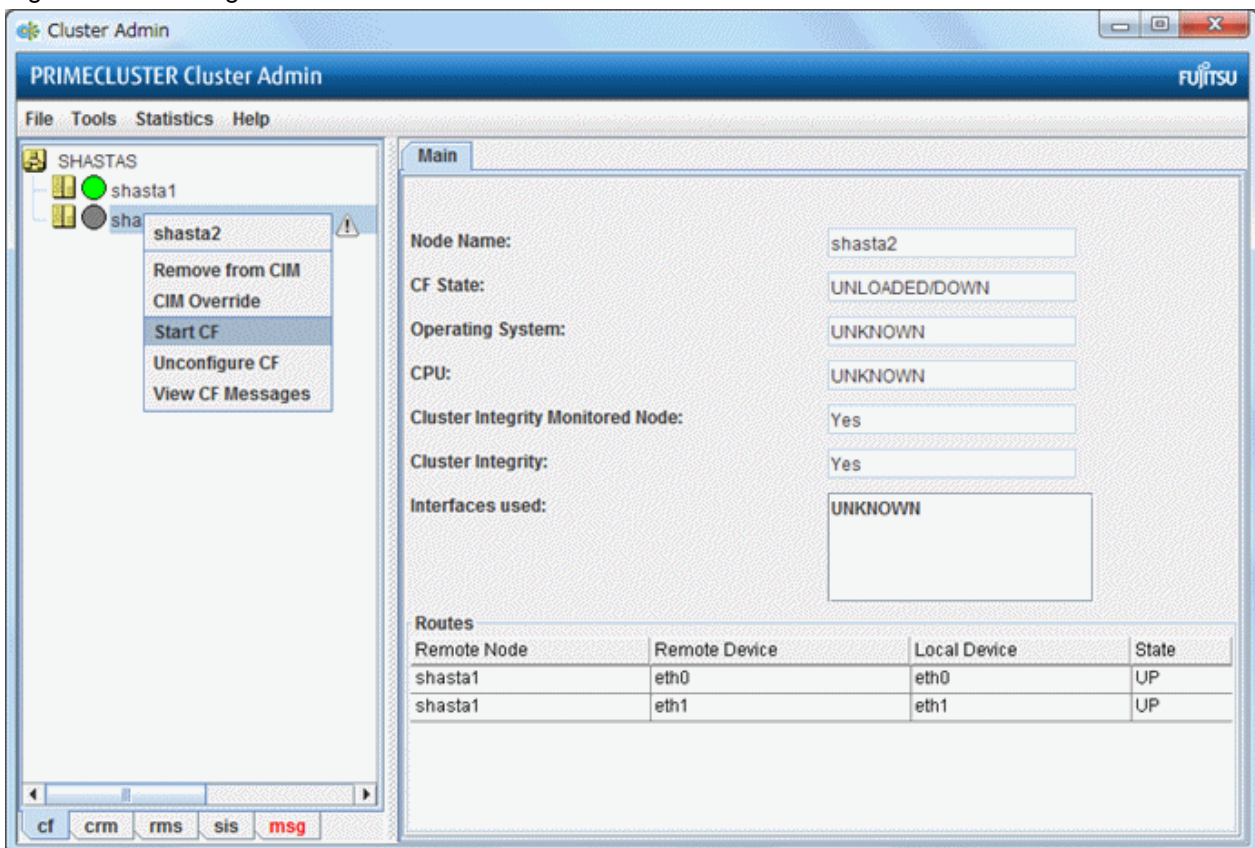 Cluster Admin
PRIMECLUSTER Cluster Admin
FUJITSU
File Tools Statistics Help
SHASTAS
shasta1
sha
shasta2
Remove from CIM
CIM Override
Start CF
Unconfigure CF
View CF Messages
cf crm rms sis msg
Main
Node Name: shasta2
CF State: UNLOADED/DOWN
Operating System: UNKNOWN
CPU: UNKNOWN
Cluster Integrity Monitored Node: Yes
Cluster Integrity: Yes
Interfaces used: UNKNOWN
Routes
Remote Node Remote Device Local Device State
shasta1 eth0 eth0 UP
shasta1 eth1 eth1 UP